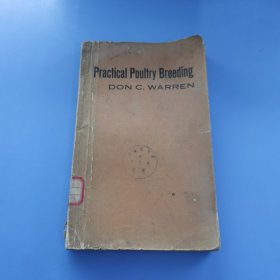 Practical Poultry Breeding
DON C. WARREN